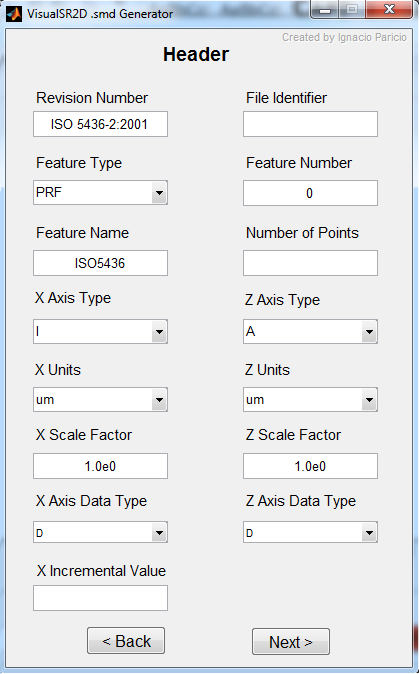 VisualSR2D .smd Generator
Created by Ignacio Paricio
Header
Revision Number File Identifier
ISO 5436-2:2001
Feature Type Feature Number
PRF 0
Feature Name Number of Points
ISO5436
X Axis Type Z Axis Type
I A
X Units Z Units
um um
X Scale Factor Z Scale Factor
1.0e0 1.0e0
X Axis Data Type Z Axis Data Type
D D
X Incremental Value
< Back Next >